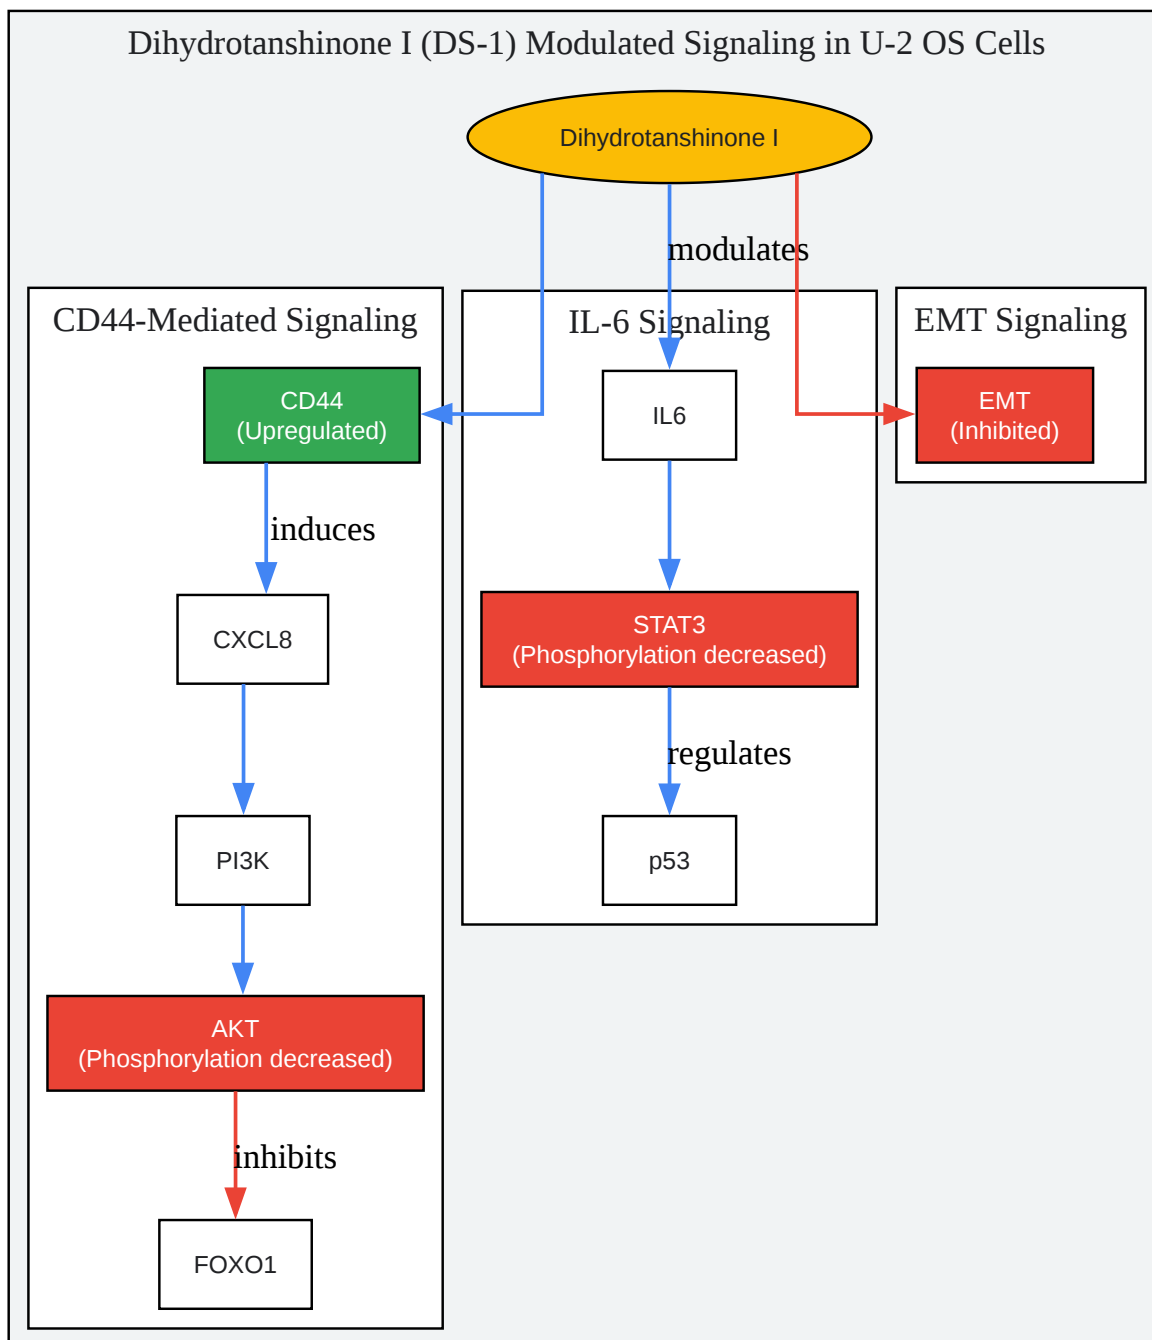 Dihydrotanshinone I (DS-1) Modulated Signaling in U-2 OS Cells
Dihydrotanshinone I
modulates
CD44-Mediated Signaling
CD44
(Upregulated)
induces
CXCL8
PI3K
AKT
(Phosphorylation decreased)
inhibits
FOXO1
IL-6 Signaling
IL6
STAT3
(Phosphorylation decreased)
regulates
p53
EMT Signaling
EMT
(Inhibited)